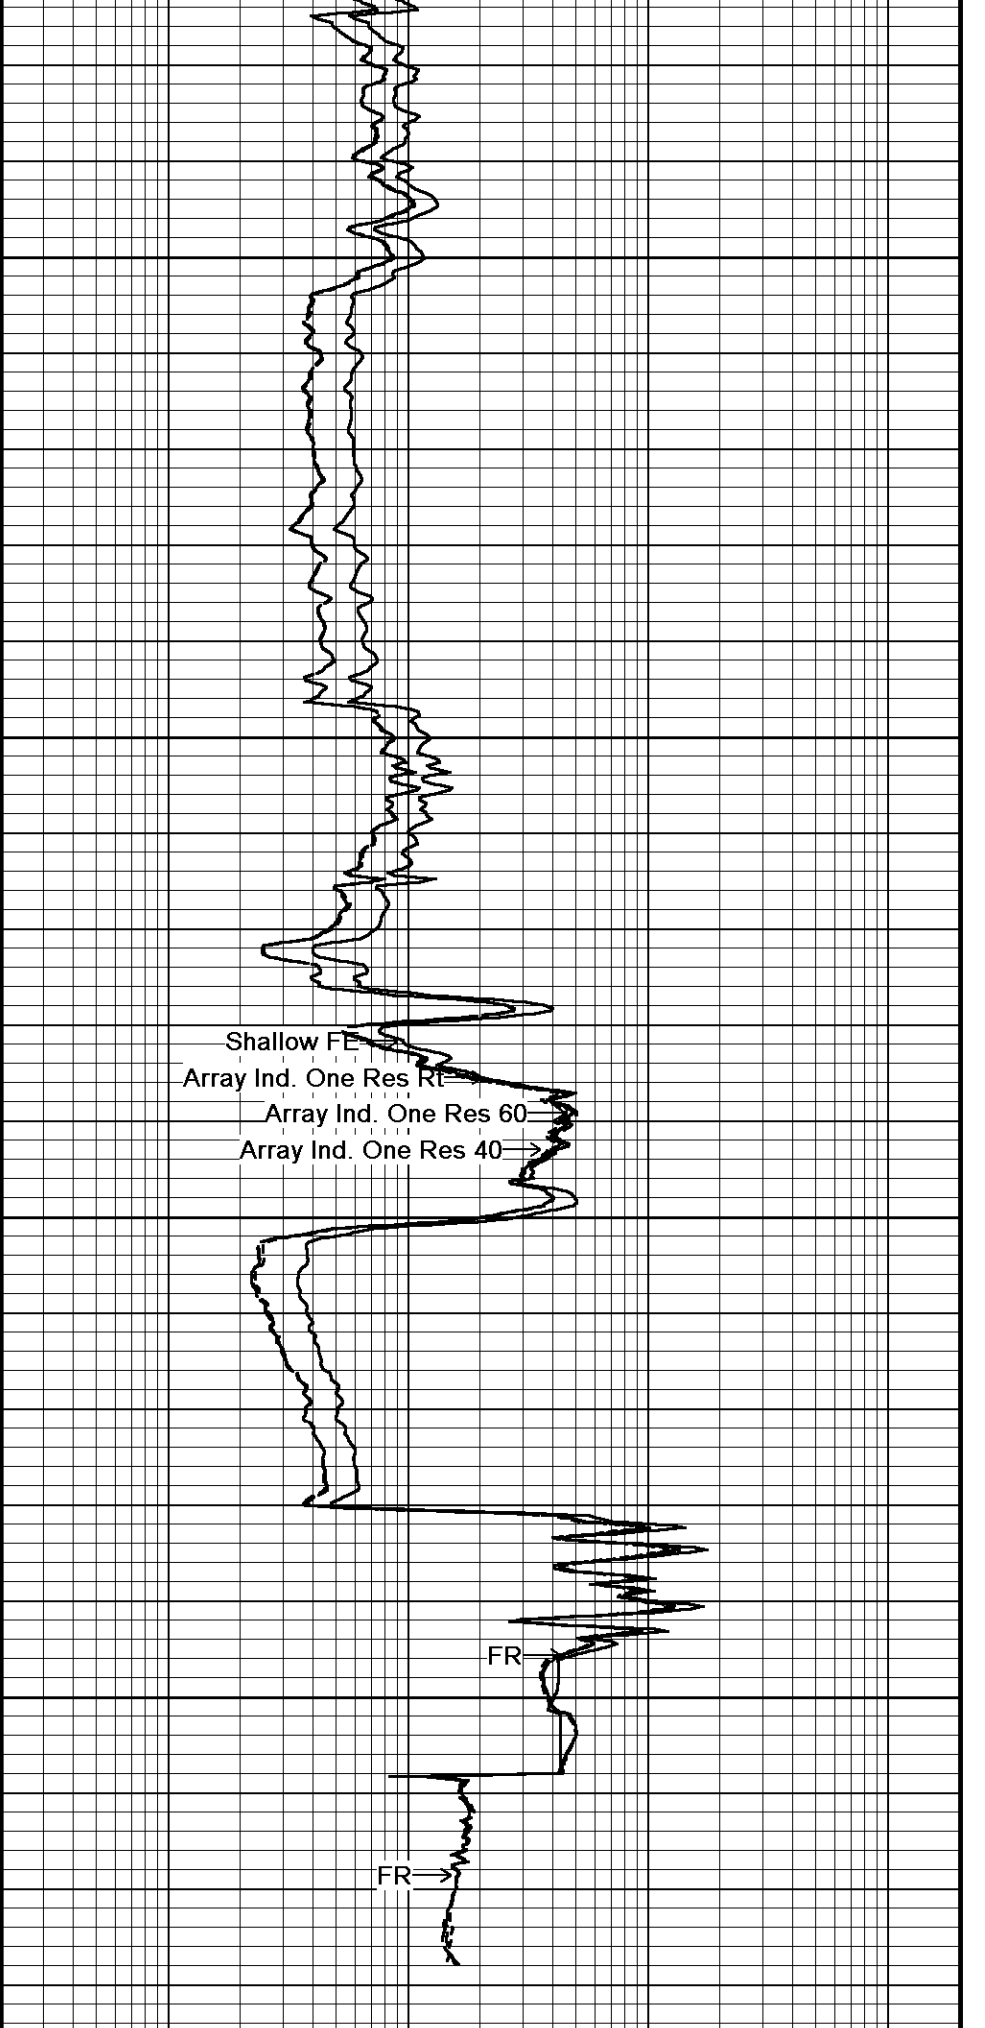 Shallow FE
Array Ind. One Res Rt
Array Ind. One Res 60
Array Ind. One Res 40
FR
FR